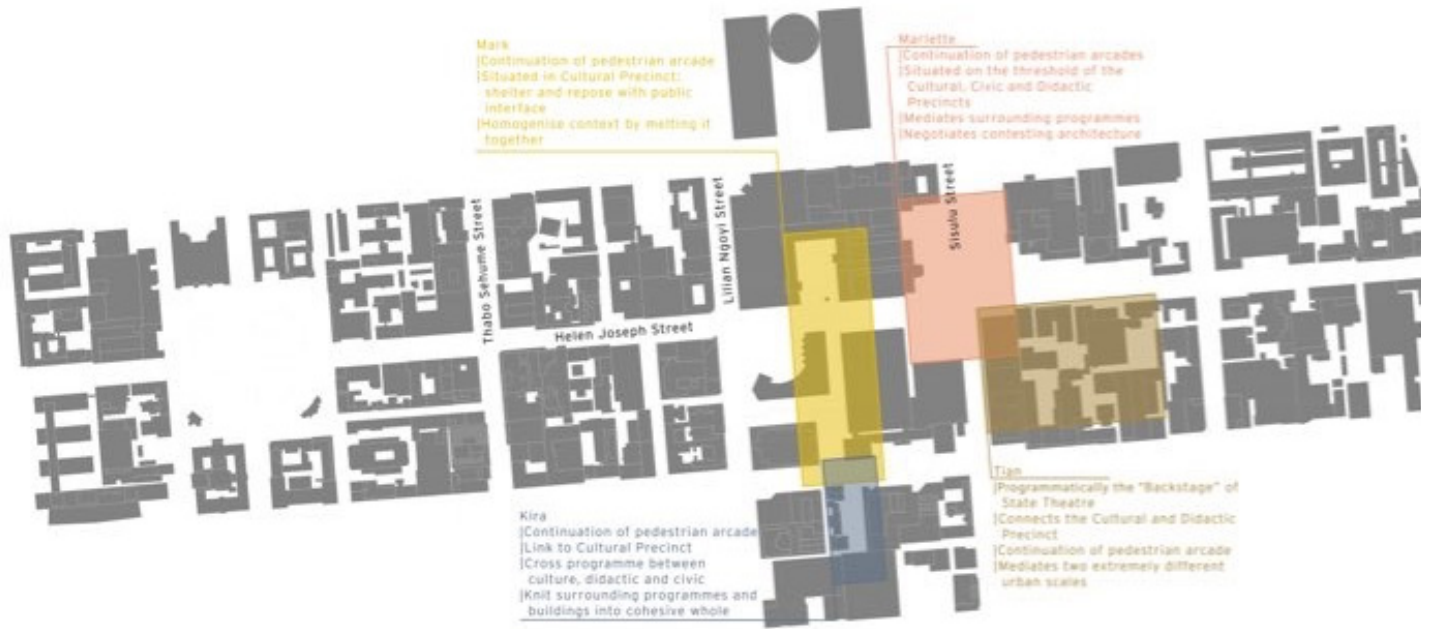 Mark
|Continuation of pedestrian arcade
|Situated in Cultural Precinct:
shelter and repose with public
interface
|Homogenise context by melting it
together
Marlette
|Continuation of pedestrian arcades
|Situated on the threshold of the
Cultural, Civic and Didactic
Precincts
|Mediates surrounding programmes
|Negotiates contesting architecture
Thabo Sehume Street
Lilian Ngoyi Street
Sisulu Street
Helen Joseph Street
Kira
|Continuation of pedestrian arcade
|Link to Cultural Precinct
|Cross programme between
culture, didactic and civic
|Knit surrounding programmes and
buildings into cohesive whole
Tian
|Programmatically the "Backstage" of
State Theatre
|Connects the Cultural and Didactic
Precinct
|Continuation of pedestrian arcade
|Mediates two extremely different
urban scales